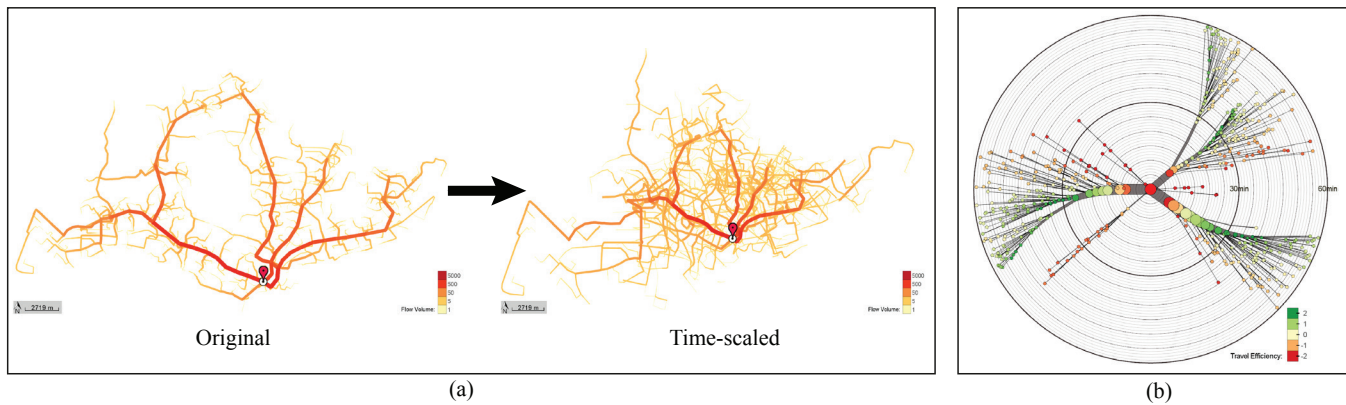 5000
500
50
5
1
N
2719 m
Flow Volume:
Original
5000
500
50
5
1
N
2719 m
Flow Volume:
Time-scaled
(a)
30min
60min
2
1
0
-1
-2
Travel Efficiency:
(b)